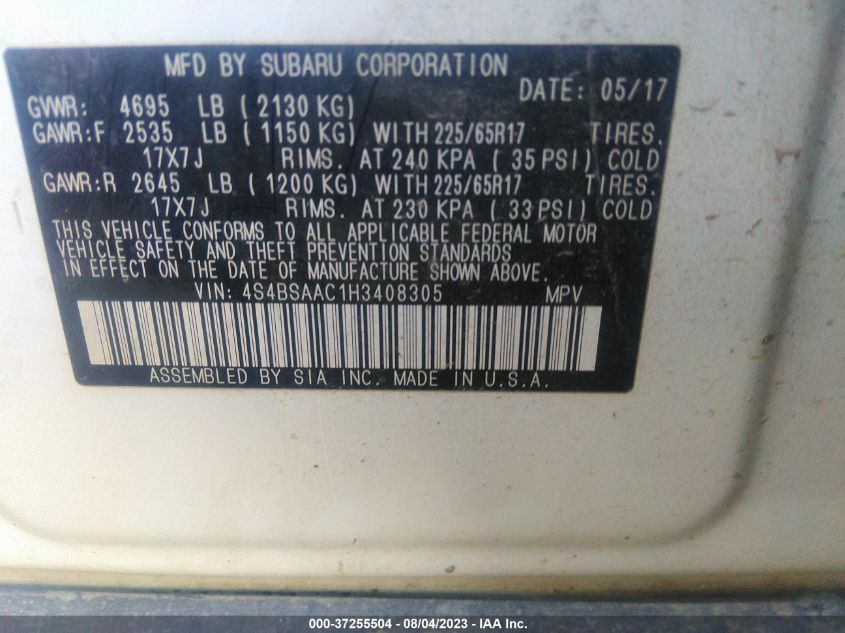 MFD BY SUBARU CORPORATION
DATE: 05/17
GVWR: 4695 LB ( 2130 KG)
GAWR:F 2535 LB ( 1150 KG) WITH 225/65R17 TIRES.
17X7J RIMS. AT 240 KPA ( 35 PSI) COLD
GAWR:R 2645 LB ( 1200 KG) WITH 225/65R17 TIRES.
17X7J RIMS. AT 230 KPA ( 33 PSI) COLD
THIS VEHICLE CONFORMS TO ALL APPLICABLE FEDERAL MOTOR
VEHICLE SAFETY AND THEFT PREVENTION STANDARDS
IN EFFECT ON THE DATE OF MANUFACTURE SHOWN ABOVE.
VIN: 4S4BSAAC1H3408305 MPV
ASSEMBLED BY SIA INC. MADE IN U.S.A.
000-37255504 - 08/04/2023 - IAA Inc.